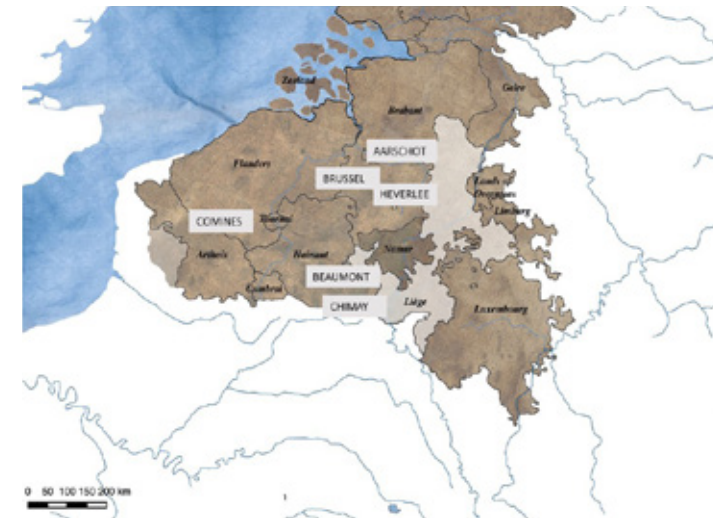 Zeeland
Brabant
Gelre
AARSCHOT
Flanders
BRUSSEL
HEVERLEE
Lands of
Overmaas
Limburg
COMINES
Tournai
Artois
Hainaut
Namur
BEAUMONT
Cambrai
CHIMAY
Liége
Luxembourg
0 50 100 150 200 km